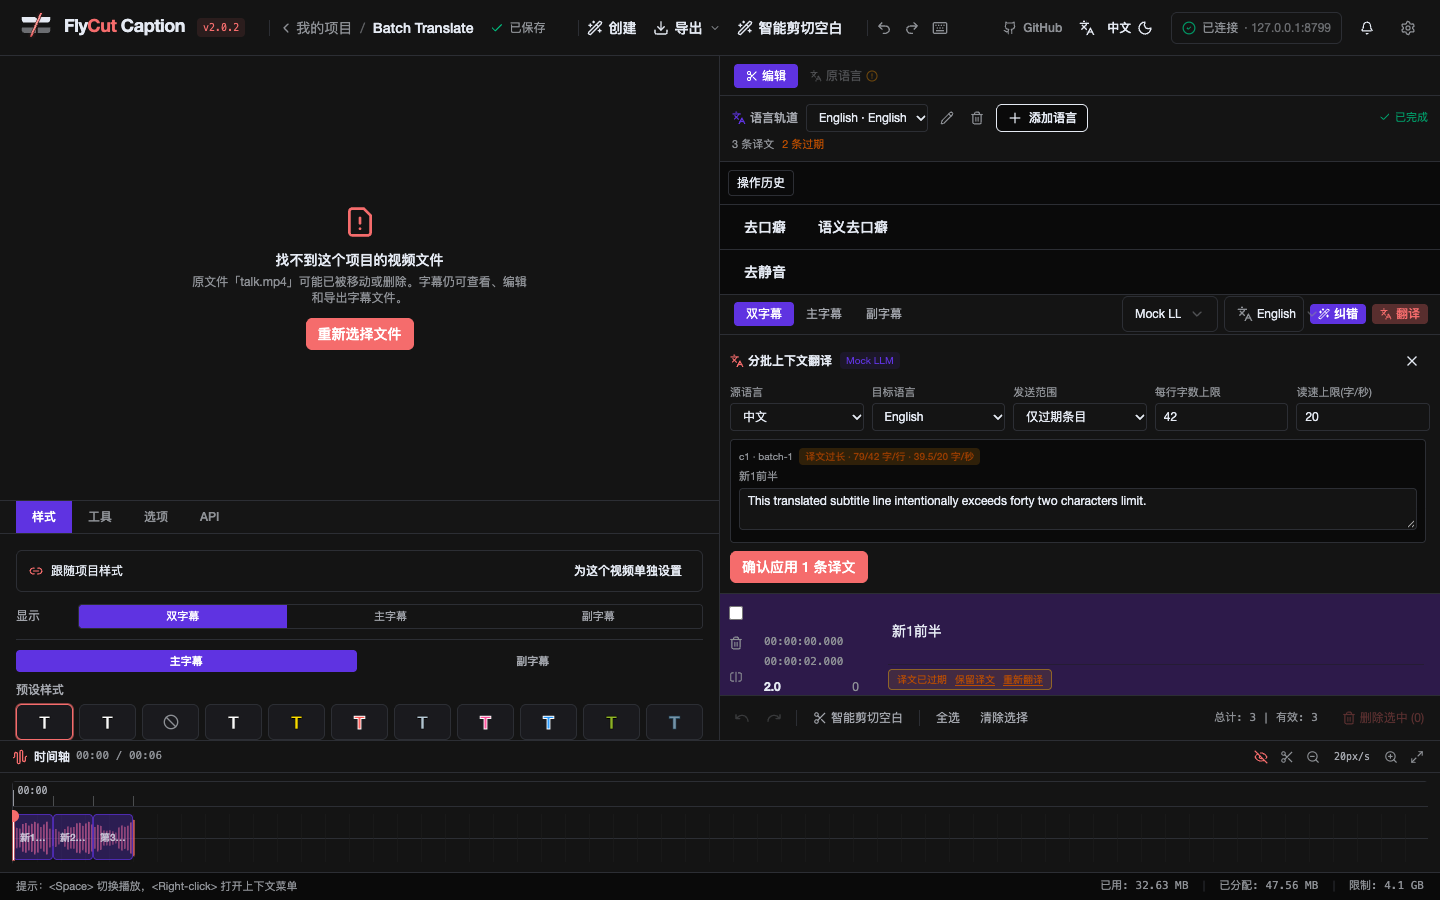 FlyCut Caption v2.0.2 我的项目 / Batch Translate 已保存 创建 导出 智能剪切空白 GitHub 中文 已连接 · 127.0.0.1:8799
找不到这个项目的视频文件
原文件「talk.mp4」可能已被移动或删除。字幕仍可查看、编辑
和导出字幕文件。
重新选择文件
样式 工具 选项 API
跟随项目样式 为这个视频单独设置
显示 双字幕 主字幕 副字幕
主字幕 副字幕
预设样式
T T T T T T T T T T
编辑 原语言
语言轨道 English · English 添加语言 已完成
3 条译文 2 条过期
操作历史
去口癖 语义去口癖
去静音
双字幕 主字幕 副字幕 Mock LL English 纠错 翻译
分批上下文翻译 Mock LLM
源语言 目标语言 发送范围 每行字数上限 读速上限(字/秒)
中文 English 仅过期条目 42 20
c1 · batch-1 译文过长 · 79/42 字/行 · 39.5/20 字/秒
新1前半
This translated subtitle line intentionally exceeds forty two characters limit.
确认应用 1 条译文
新1前半
00:00:00.000
00:00:02.000
2.0 0
译文已过期 保留译文 重新翻译
智能剪切空白 全选 清除选择 总计: 3 | 有效: 3 删除选中 (0)
时间轴 00:00 / 00:06 20px/s
00:00
新1... 新2... 第3...
提示: <Space> 切换播放, <Right-click> 打开上下文菜单 已用: 32.63 MB 已分配: 47.56 MB 限制: 4.1 GB